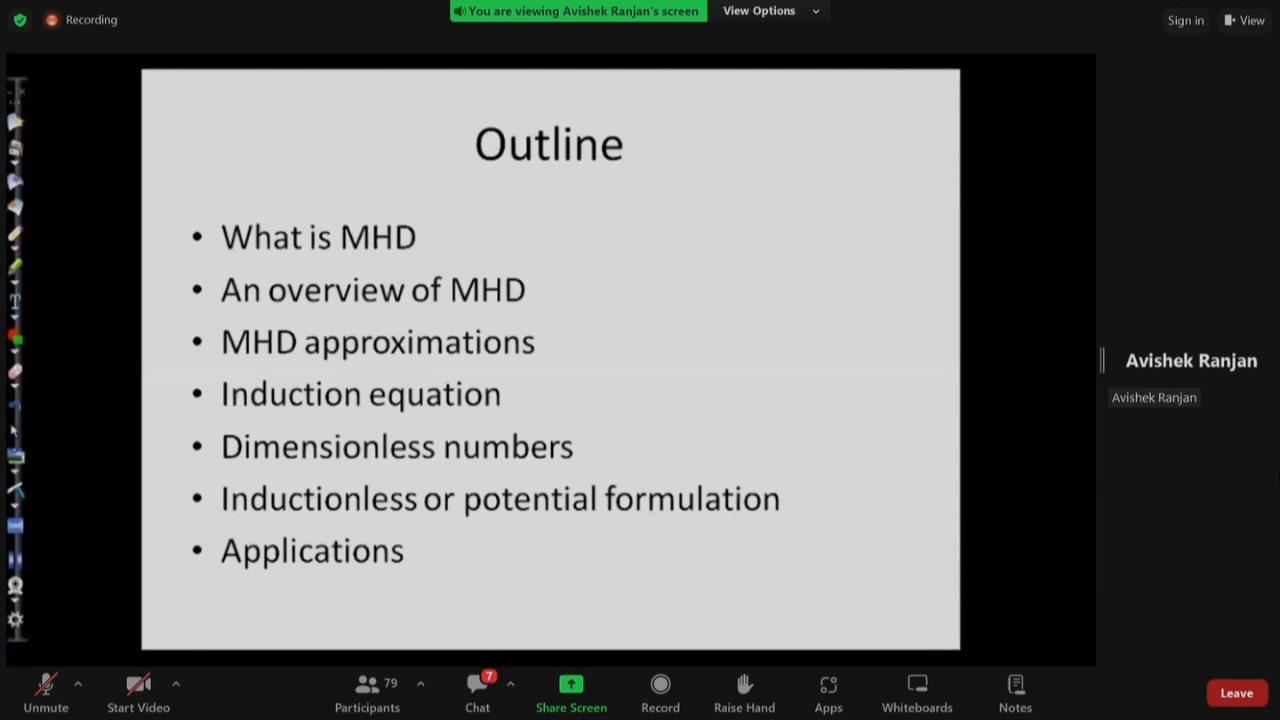 Recording
You are viewing Avishek Ranjan's screen
View Options
Sign in
View
Outline
• What is MHD
• An overview of MHD
• MHD approximations
• Induction equation
• Dimensionless numbers
• Inductionless or potential formulation
• Applications
Avishek Ranjan
Avishek Ranjan
79
7
Unmute
Start Video
Participants
Chat
Share Screen
Record
Raise Hand
Apps
Whiteboards
Notes
Leave